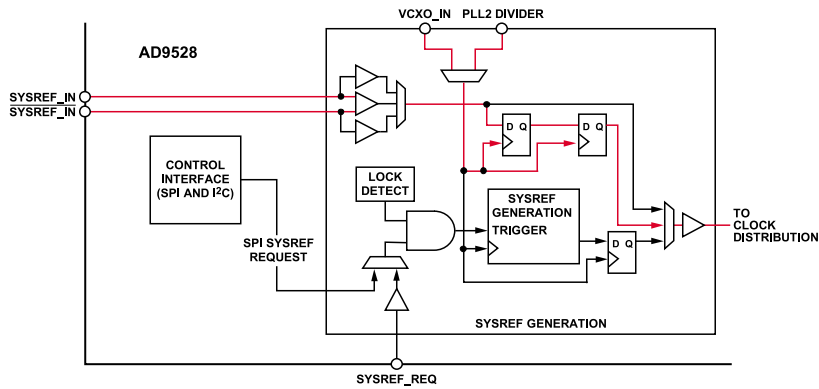 VCXO_IN PLL2 DIVIDER
AD9528
SYSREF_IN
SYSREF_IN
D Q
D Q
CONTROL
INTERFACE
(SPI AND I²C)
LOCK
DETECT
SYSREF
GENERATION
TRIGGER
D Q
TO
CLOCK
DISTRIBUTION
SPI SYSREF
REQUEST
SYSREF GENERATION
SYSREF_REQ